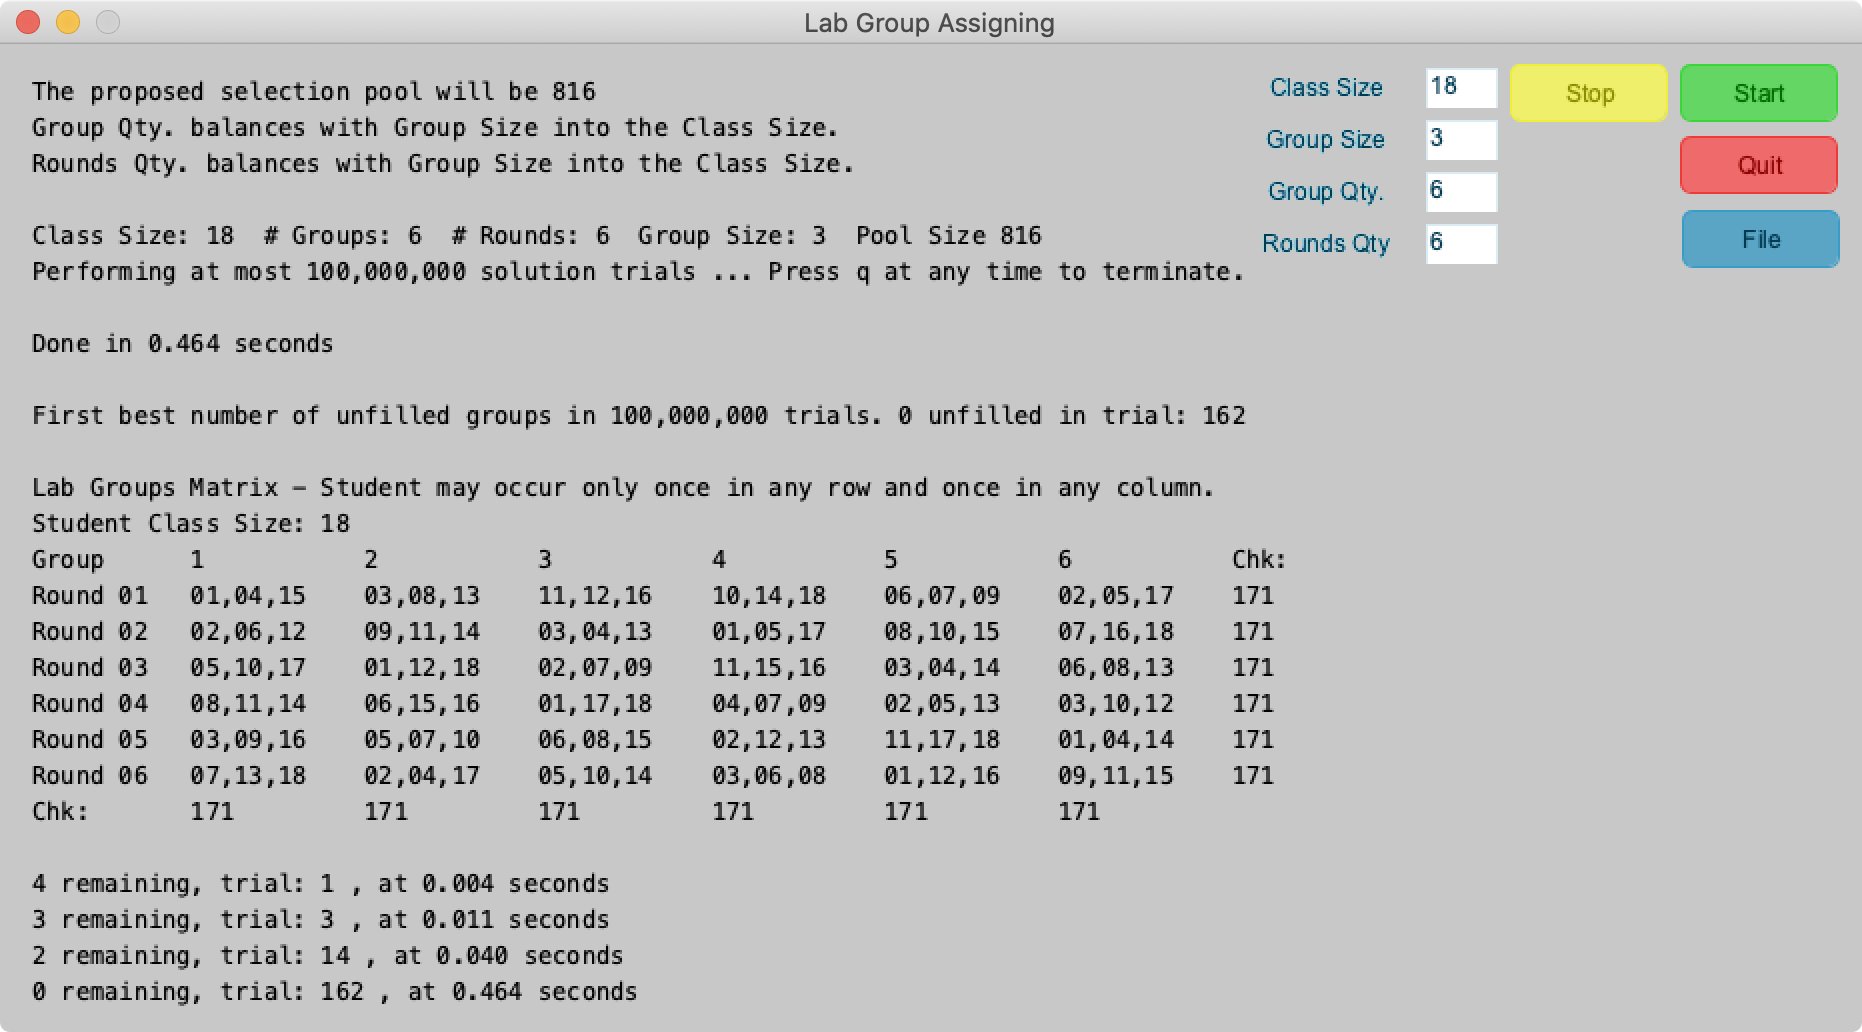 Lab Group Assigning
The proposed selection pool will be 816
Group Qty. balances with Group Size into the Class Size.
Rounds Qty. balances with Group Size into the Class Size.
Class Size: 18 # Groups: 6 # Rounds: 6 Group Size: 3 Pool Size 816
Performing at most 100,000,000 solution trials ... Press q at any time to terminate.
Done in 0.464 seconds
First best number of unfilled groups in 100,000,000 trials. 0 unfilled in trial: 162
Lab Groups Matrix – Student may occur only once in any row and once in any column.
Student Class Size: 18
Group 1 2 3 4 5 6 Chk:
Round 01 01,04,15 03,08,13 11,12,16 10,14,18 06,07,09 02,05,17 171
Round 02 02,06,12 09,11,14 03,04,13 01,05,17 08,10,15 07,16,18 171
Round 03 05,10,17 01,12,18 02,07,09 11,15,16 03,04,14 06,08,13 171
Round 04 08,11,14 06,15,16 01,17,18 04,07,09 02,05,13 03,10,12 171
Round 05 03,09,16 05,07,10 06,08,15 02,12,13 11,17,18 01,04,14 171
Round 06 07,13,18 02,04,17 05,10,14 03,06,08 01,12,16 09,11,15 171
Chk: 171 171 171 171 171 171
4 remaining, trial: 1 , at 0.004 seconds
3 remaining, trial: 3 , at 0.011 seconds
2 remaining, trial: 14 , at 0.040 seconds
0 remaining, trial: 162 , at 0.464 seconds
Class Size 18
Group Size 3
Group Qty. 6
Rounds Qty 6
Stop
Start
Quit
File